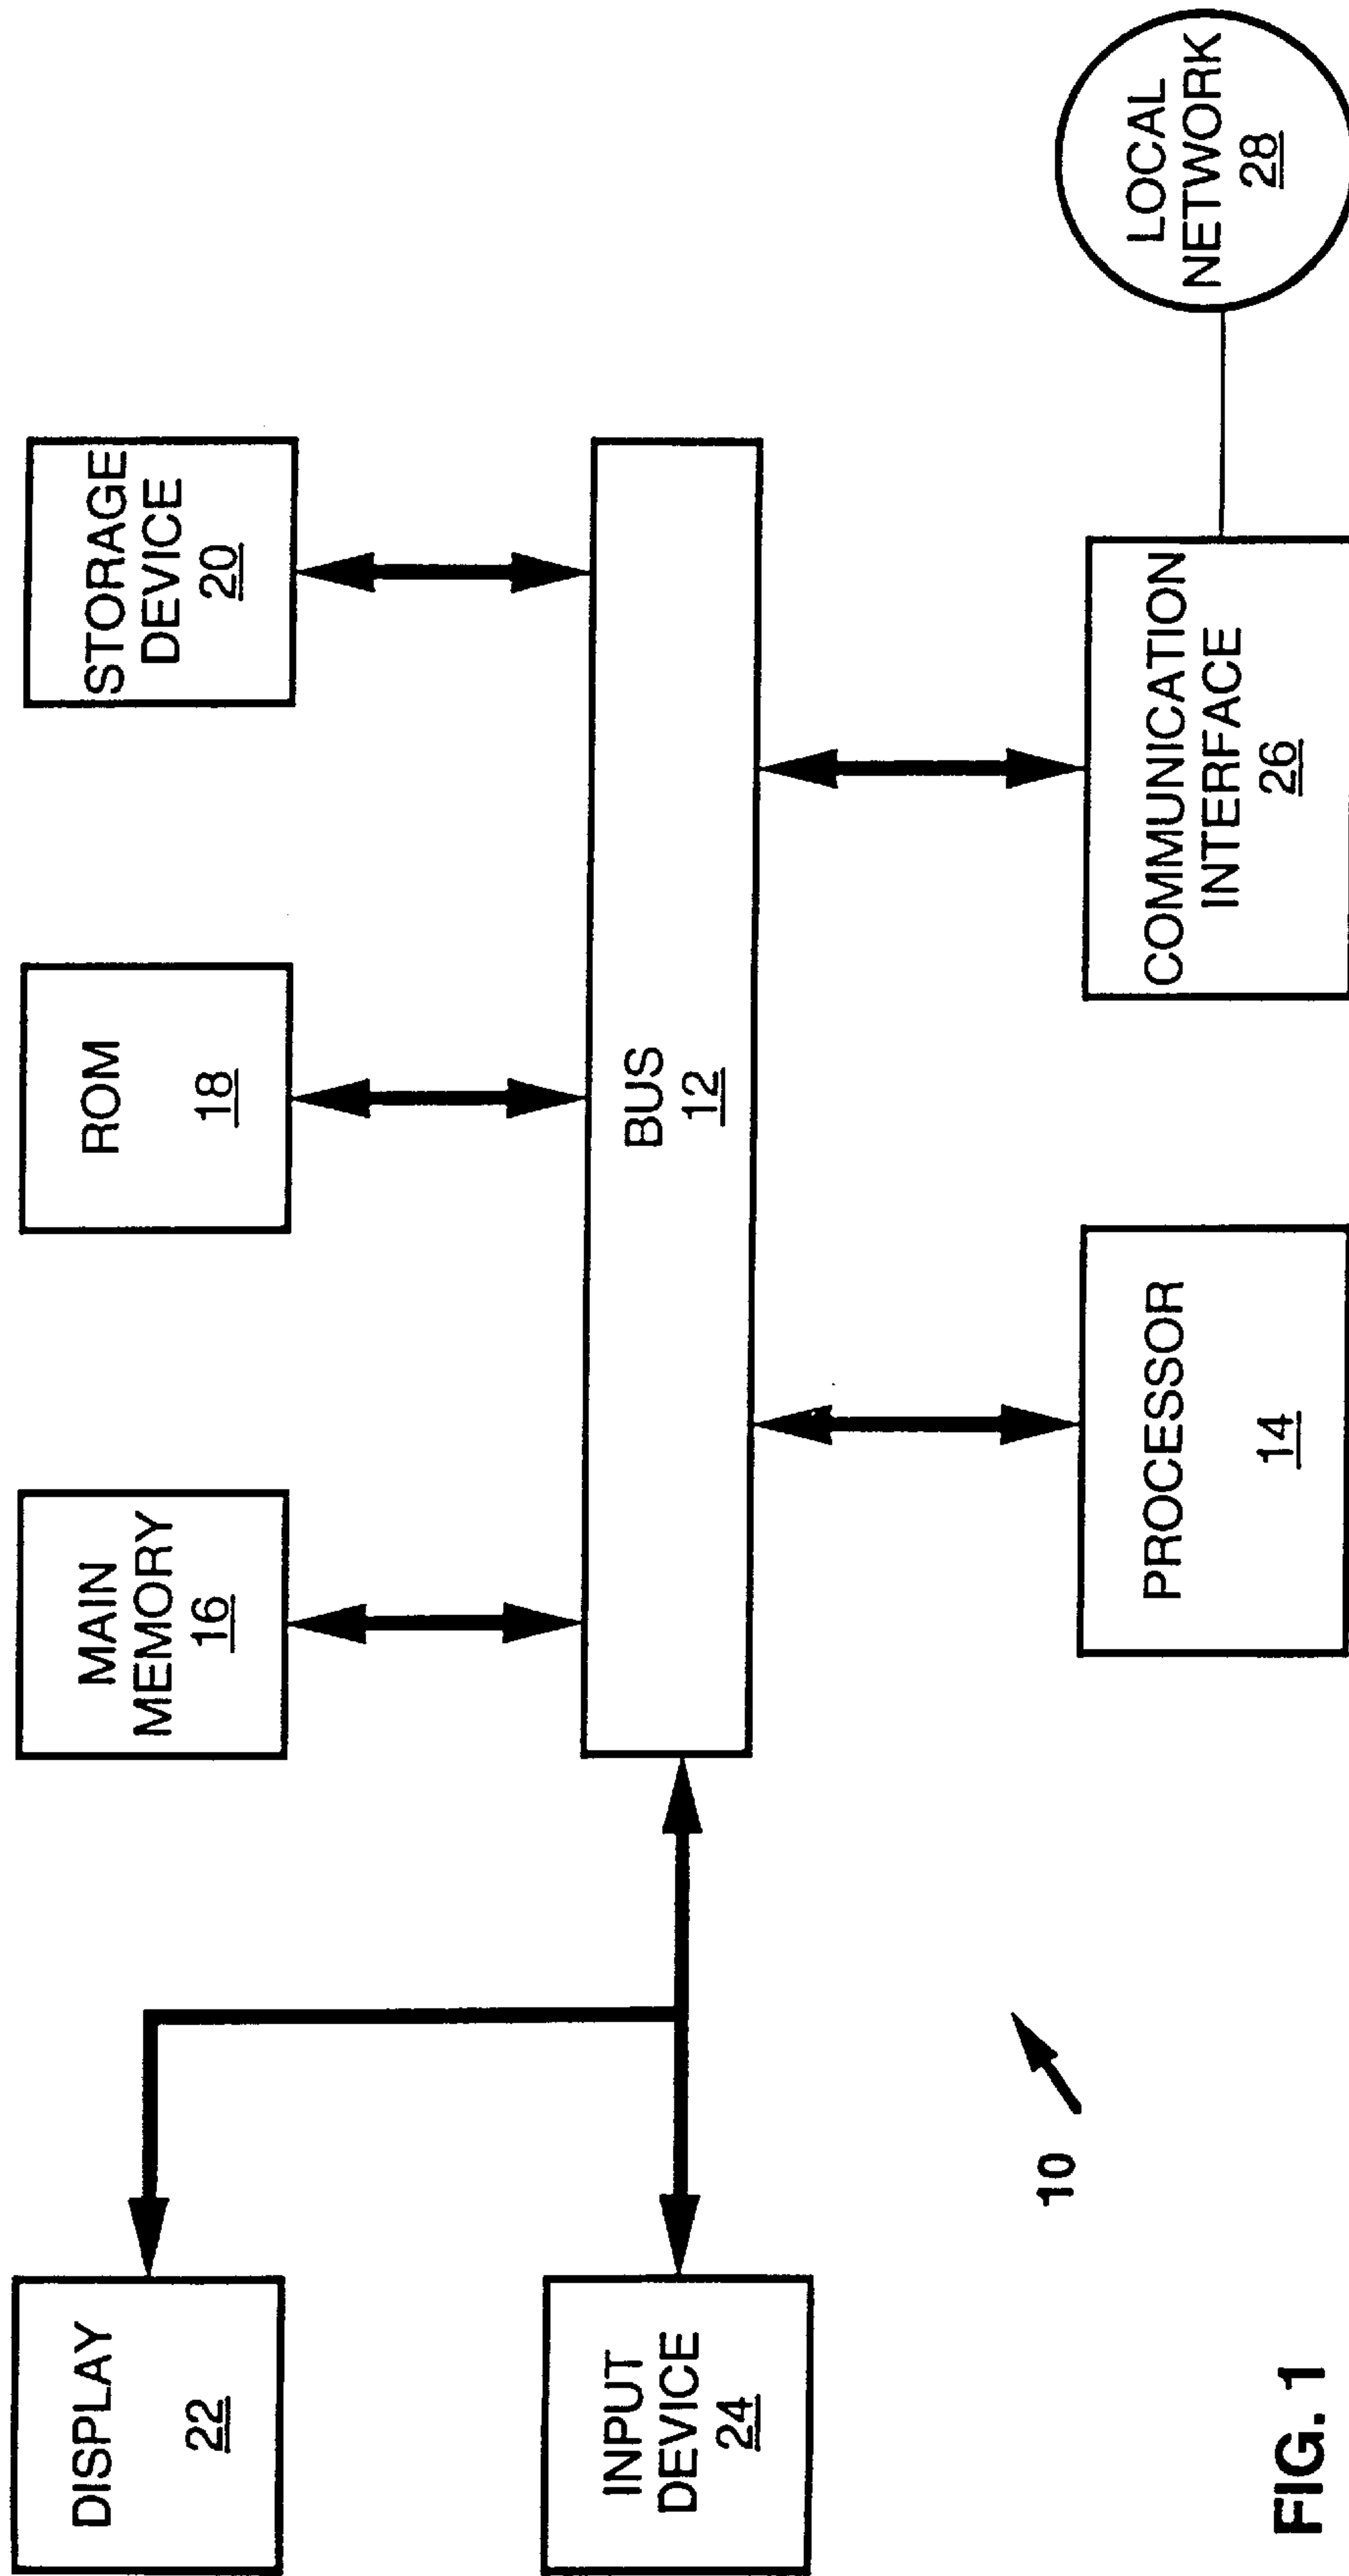 DISPLAY
22
INPUT
DEVICE
24
MAIN
MEMORY
16
ROM
18
STORAGE
DEVICE
20
BUS
12
PROCESSOR
14
COMMUNICATION
INTERFACE
26
LOCAL
NETWORK
28
10
FIG. 1